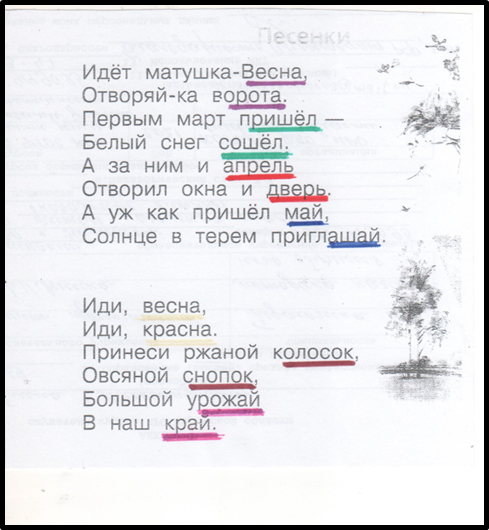 Песенки
Идёт матушка-Весна,
Отворяй-ка ворота.
Первым март пришёл —
Белый снег сошёл.
А за ним и апрель
Отворил окна и дверь.
А уж как пришёл май,
Солнце в терем приглашай.
Иди, весна,
Иди, красна.
Принеси ржаной колосок,
Овсяной снопок,
Большой урожай
В наш край.